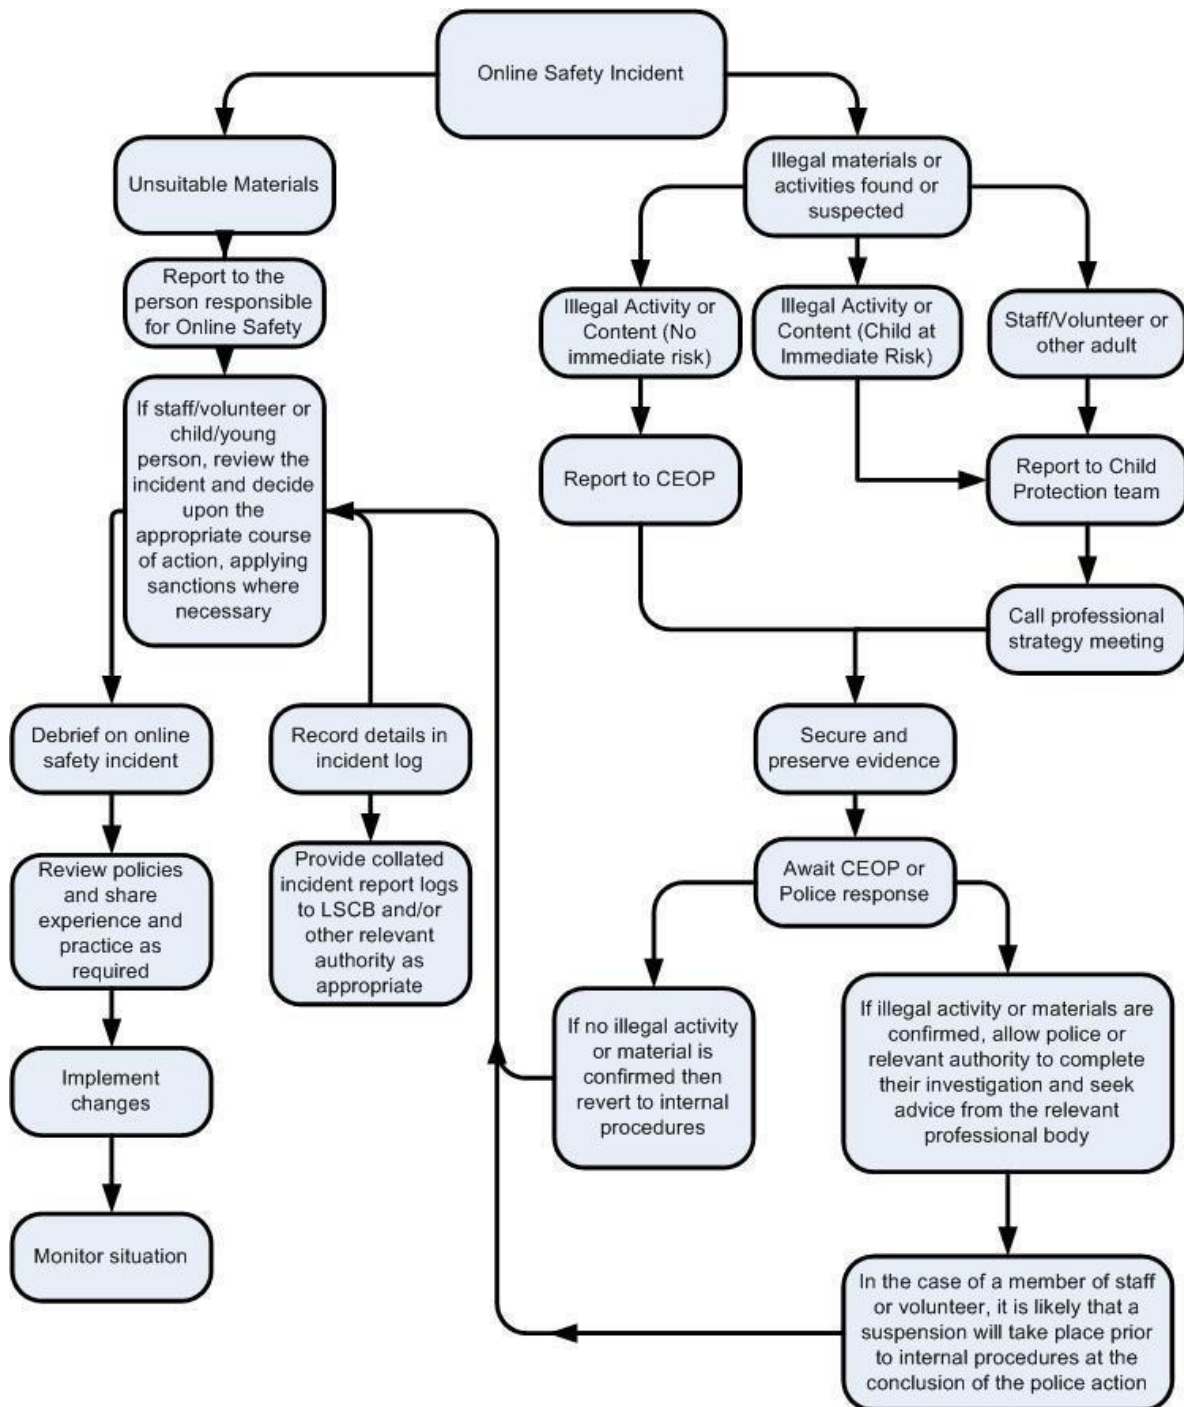 Online Safety Incident
Unsuitable Materials
Report to the
person responsible
for Online Safety
If staff/volunteer or
child/young
person, review the
incident and decide
upon the
appropriate course
of action, applying
sanctions where
necessary
Debrief on online
safety incident
Review policies
and share
experience and
practice as
required
Implement
changes
Monitor situation
Record details in
incident log
Provide collated
incident report logs
to LSCB and/or
other relevant
authority as
appropriate
Illegal materials or
activities found or
suspected
Illegal Activity or
Content (No
immediate risk)
Illegal Activity or
Content (Child at
Immediate Risk)
Staff/Volunteer or
other adult
Report to CEOP
Report to Child
Protection team
Call professional
strategy meeting
Secure and
preserve evidence
Await CEOP or
Police response
If no illegal activity
or material is
confirmed then
revert to internal
procedures
If illegal activity or materials are
confirmed, allow police or
relevant authority to complete
their investigation and seek
advice from the relevant
professional body
In the case of a member of staff
or volunteer, it is likely that a
suspension will take place prior
to internal procedures at the
conclusion of the police action